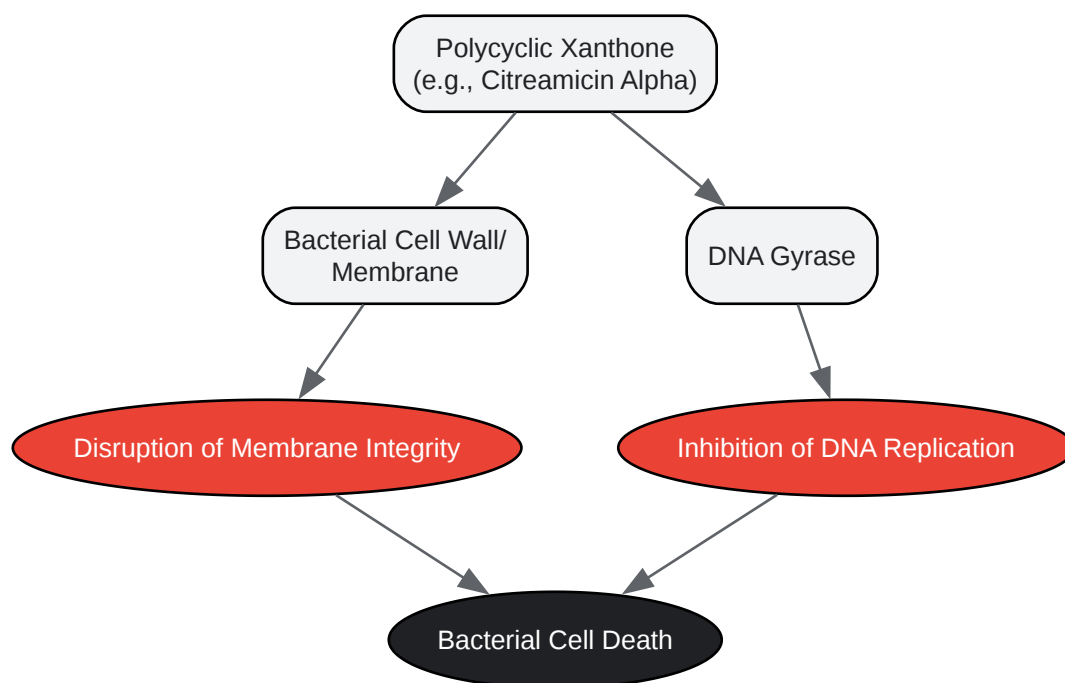 Polycyclic Xanthone
(e.g., Citreamicin Alpha)
Bacterial Cell Wall/
Membrane
DNA Gyrase
Disruption of Membrane Integrity
Inhibition of DNA Replication
Bacterial Cell Death